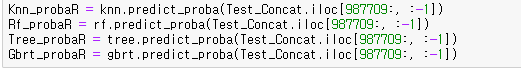 Knn_probaR = knn.predict_proba(Test_Concat.iloc[987709:, :-1])
Rf_probaR = rf.predict_proba(Test_Concat.iloc[987709:, :-1])
Tree_probaR = tree.predict_proba(Test_Concat.iloc[987709:, :-1])
Gbrt_probaR = gbrt.predict_proba(Test_Concat.iloc[987709:, :-1])